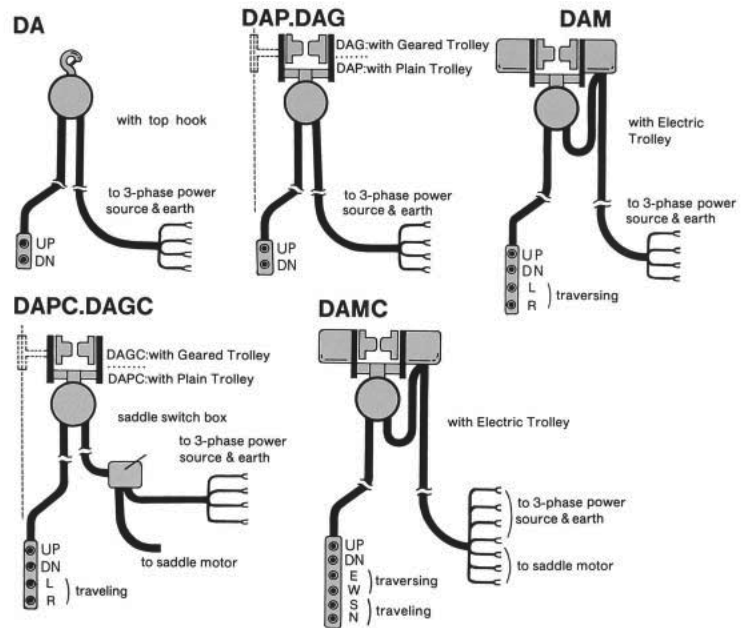 DA
with top hook
to 3-phase power
source & earth
UP
DN
DAP.DAG
DAG:with Geared Trolley
DAP:with Plain Trolley
to 3-phase power
source & earth
UP
DN
DAM
with Electric
Trolley
to 3-phase power
source & earth
UP
DN
L
R
traversing
DAPC.DAGC
DAGC:with Geared Trolley
DAPC:with Plain Trolley
saddle switch box
to 3-phase power
source & earth
to saddle motor
UP
DN
L
R
traveling
DAMC
with Electric Trolley
to 3-phase power
source & earth
to saddle motor
UP
DN
E
W
traversing
S
N
traveling